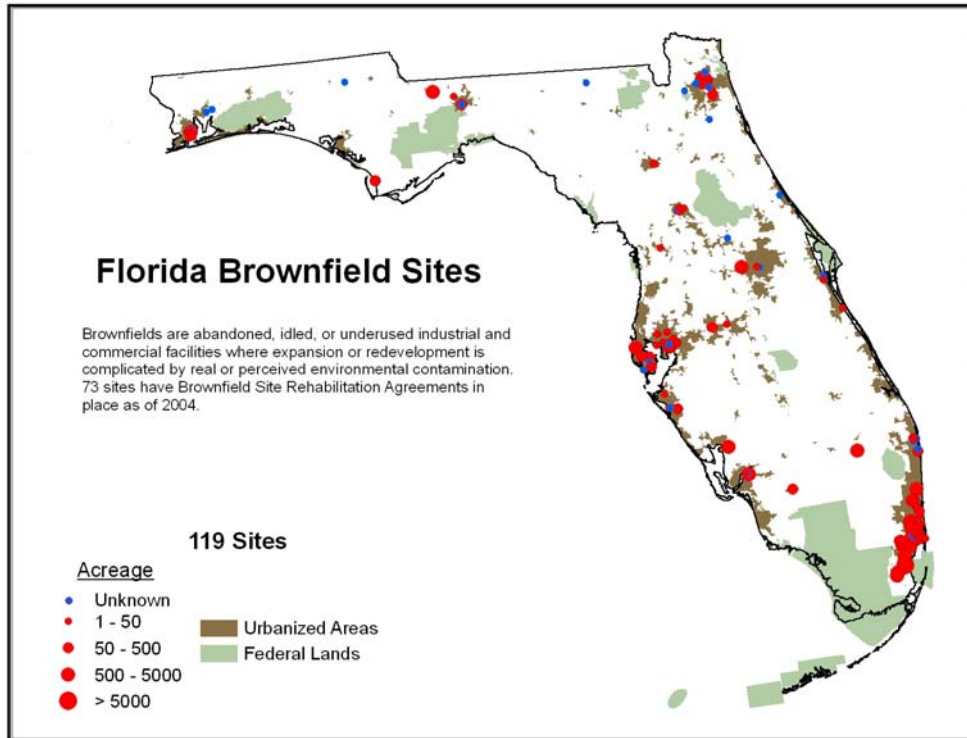 Florida Brownfield Sites
Brownfields are abandoned, idled, or underused industrial and
commercial facilities where expansion or redevelopment is
complicated by real or perceived environmental contamination.
73 sites have Brownfield Site Rehabilitation Agreements in
place as of 2004.
119 Sites
Acreage
Unknown
1 - 50
50 - 500
500 - 5000
> 5000
Urbanized Areas
Federal Lands